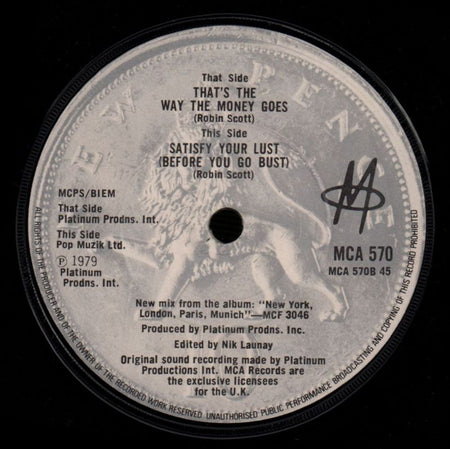 NEW PENCE
That Side
THAT'S THE
WAY THE MONEY GOES
(Robin Scott)
This Side
SATISFY YOUR LUST
(BEFORE YOU GO BUST)
(Robin Scott)
MCPS/BIEM
That Side
Platinum Prodns. Int.
This Side
Pop Muzik Ltd.
℗ 1979
Platinum
Prodns. Int.
M
MCA 570
MCA 570B 45
New mix from the album: "New York,
London, Paris, Munich"—MCF 3046
Produced by Platinum Prodns. Inc.
Edited by Nik Launay
Original sound recording made by Platinum
Productions Int. MCA Records are
the exclusive licensees
for the U.K.
ALL RIGHTS OF THE PRODUCER AND OF THE OWNER OF THE RECORDED WORK RESERVED. UNAUTHORISED PUBLIC PERFORMANCE BROADCASTING AND COPYING OF THIS RECORD PROHIBITED